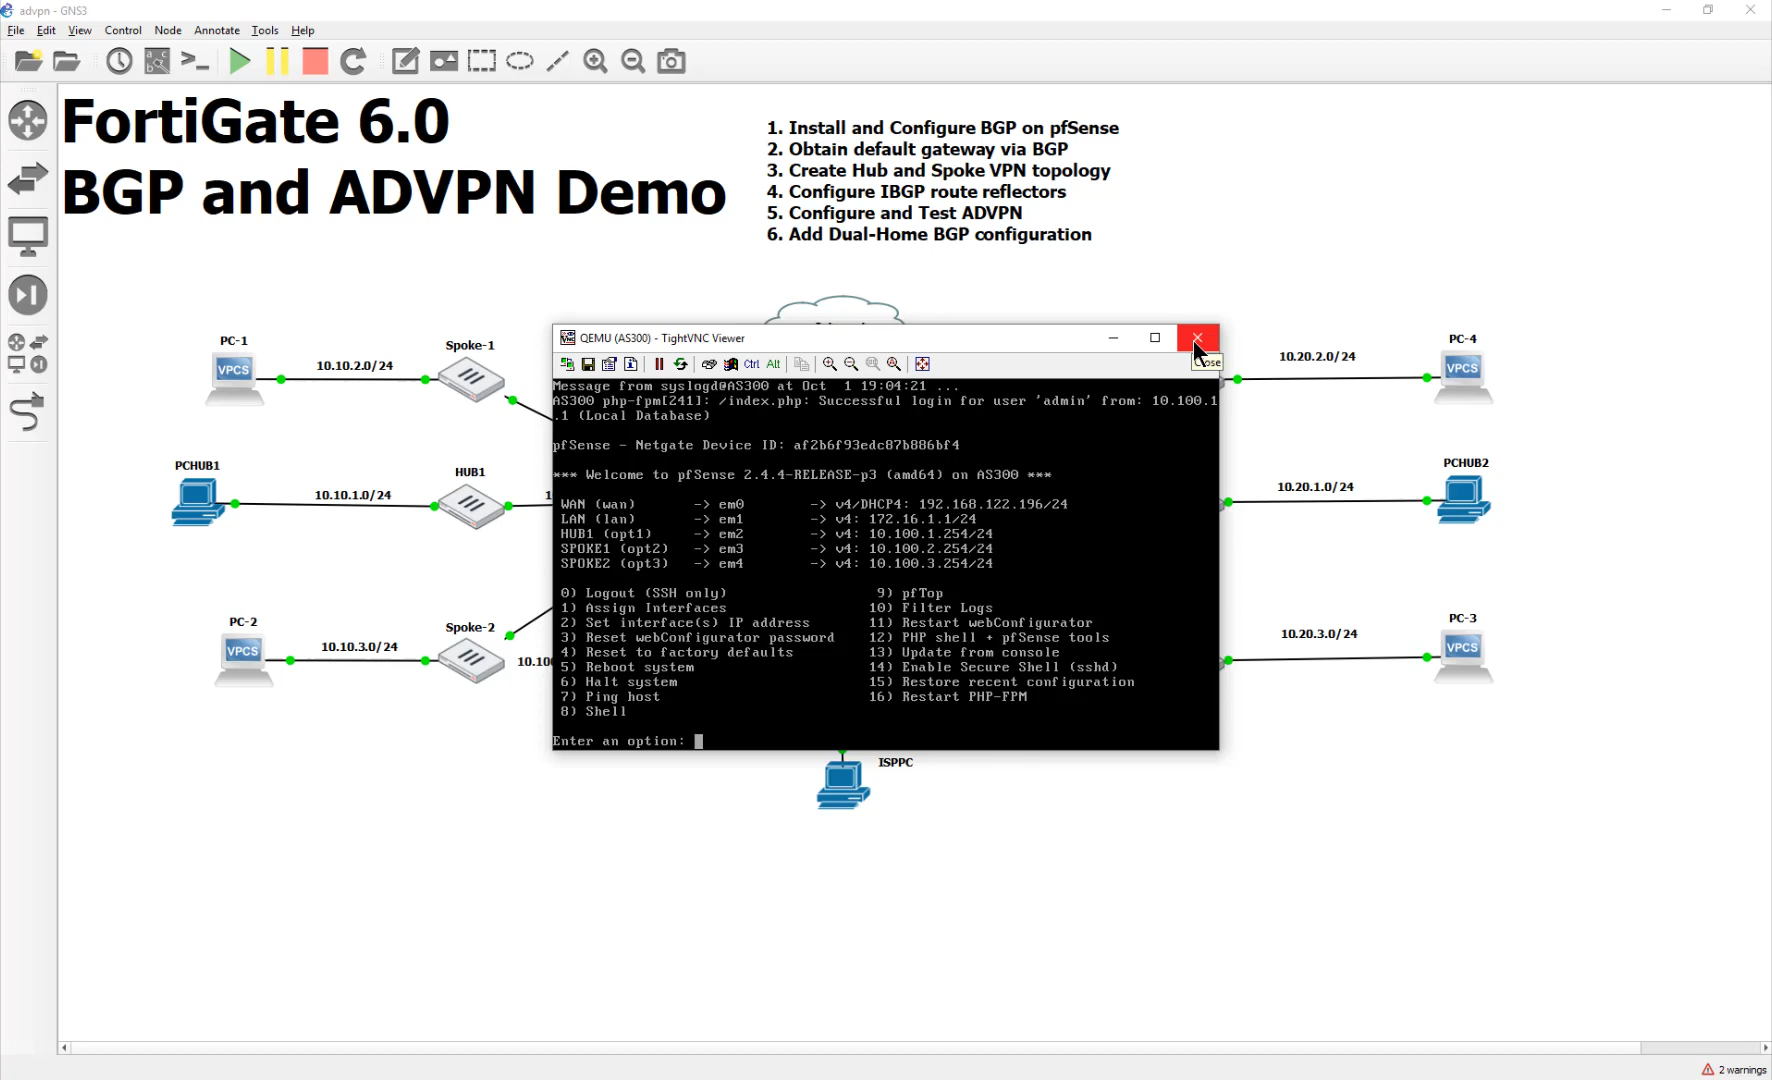 advpn - GNS3
File Edit View Control Node Annotate Tools Help
FortiGate 6.0
BGP and ADVPN Demo
1. Install and Configure BGP on pfSense
2. Obtain default gateway via BGP
3. Create Hub and Spoke VPN topology
4. Configure IBGP route reflectors
5. Configure and Test ADVPN
6. Add Dual-Home BGP configuration
PC-1
VPCS
10.10.2.0/24
Spoke-1
PCHUB1
10.10.1.0/24
HUB1
PC-2
VPCS
10.10.3.0/24
Spoke-2
10.100
QEMU (AS300) - TightVNC Viewer
Close
Ctrl Alt
Message from syslogd@AS300 at Oct  1 19:04:21 ...
AS300 php-fpm[241]: /index.php: Successful login for user 'admin' from: 10.100.1
.1 (Local Database)
pfSense - Netgate Device ID: af2b6f93edc87b886bf4
*** Welcome to pfSense 2.4.4-RELEASE-p3 (amd64) on AS300 ***
WAN (wan) -> em0 -> v4/DHCP4: 192.168.122.196/24
LAN (lan) -> em1 -> v4: 172.16.1.1/24
HUB1 (opt1) -> em2 -> v4: 10.100.1.254/24
SPOKE1 (opt2) -> em3 -> v4: 10.100.2.254/24
SPOKE2 (opt3) -> em4 -> v4: 10.100.3.254/24
0) Logout (SSH only) 9) pfTop
1) Assign Interfaces 10) Filter Logs
2) Set interface(s) IP address 11) Restart webConfigurator
3) Reset webConfigurator password 12) PHP shell + pfSense tools
4) Reset to factory defaults 13) Update from console
5) Reboot system 14) Enable Secure Shell (sshd)
6) Halt system 15) Restore recent configuration
7) Ping host 16) Restart PHP-FPM
8) Shell
Enter an option:
ISPPC
10.20.2.0/24
PC-4
VPCS
10.20.1.0/24
PCHUB2
10.20.3.0/24
PC-3
VPCS
2 warnings